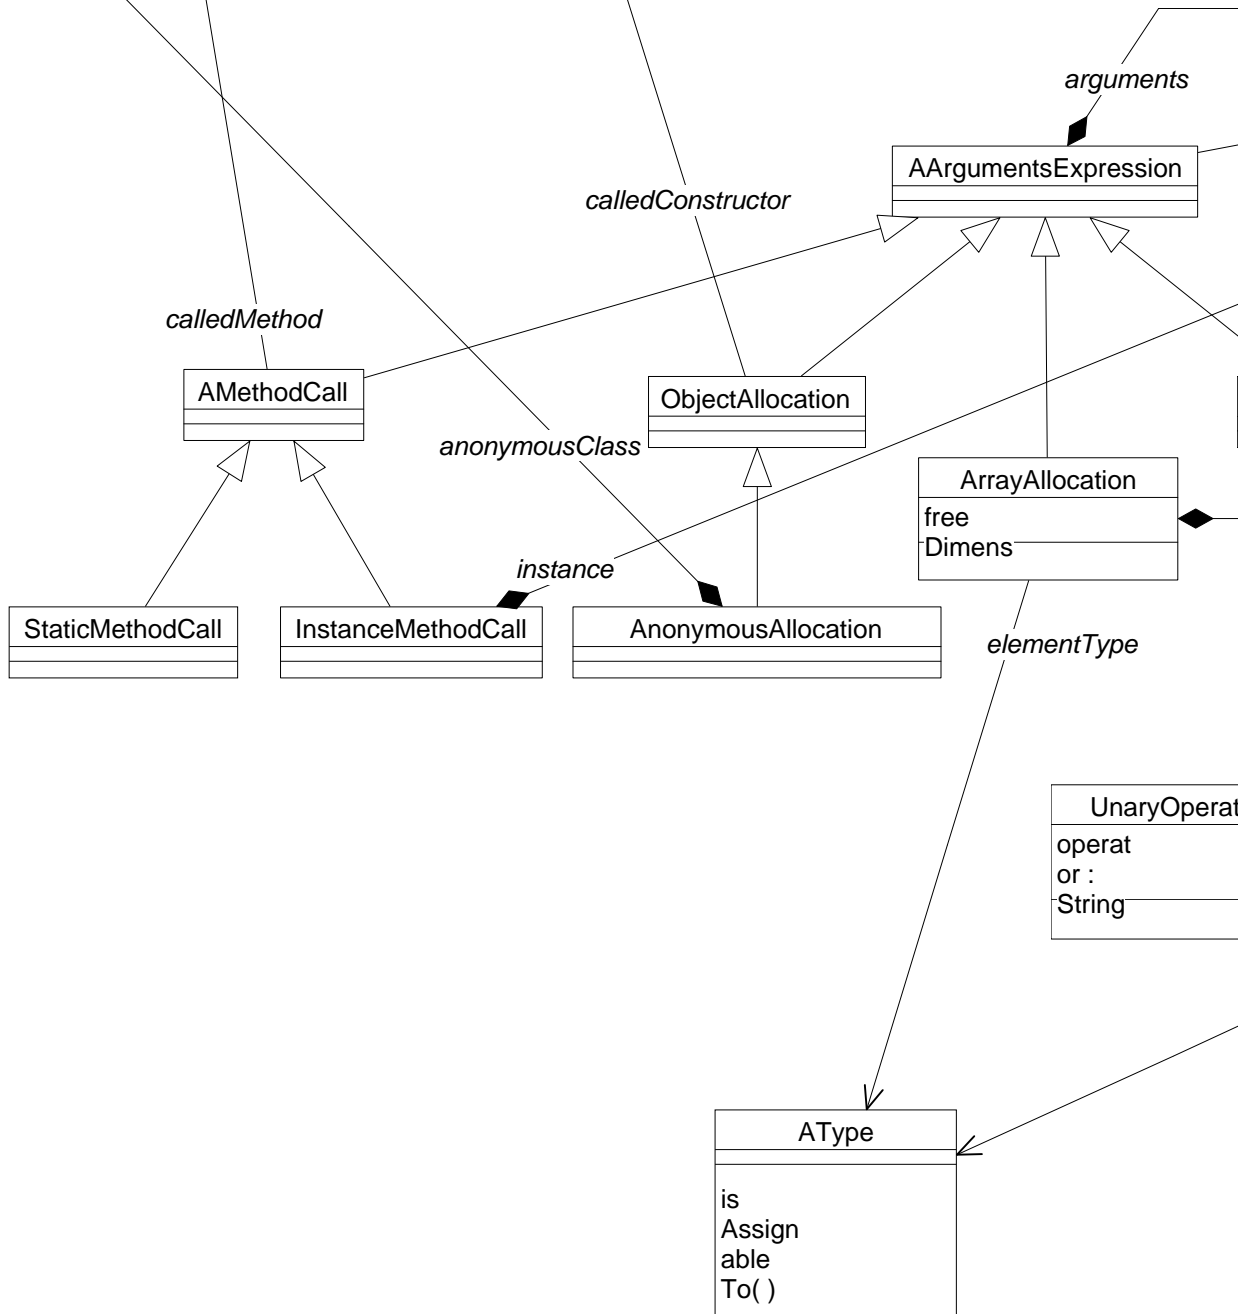 arguments
AArgumentsExpression
calledConstructor
calledMethod
AMethodCall
ObjectAllocation
anonymousClass
ArrayAllocation
free
Dimens
instance
StaticMethodCall
InstanceMethodCall
AnonymousAllocation
elementType
UnaryOperat
operat
or :
String
AType
is
Assign
able
To( )